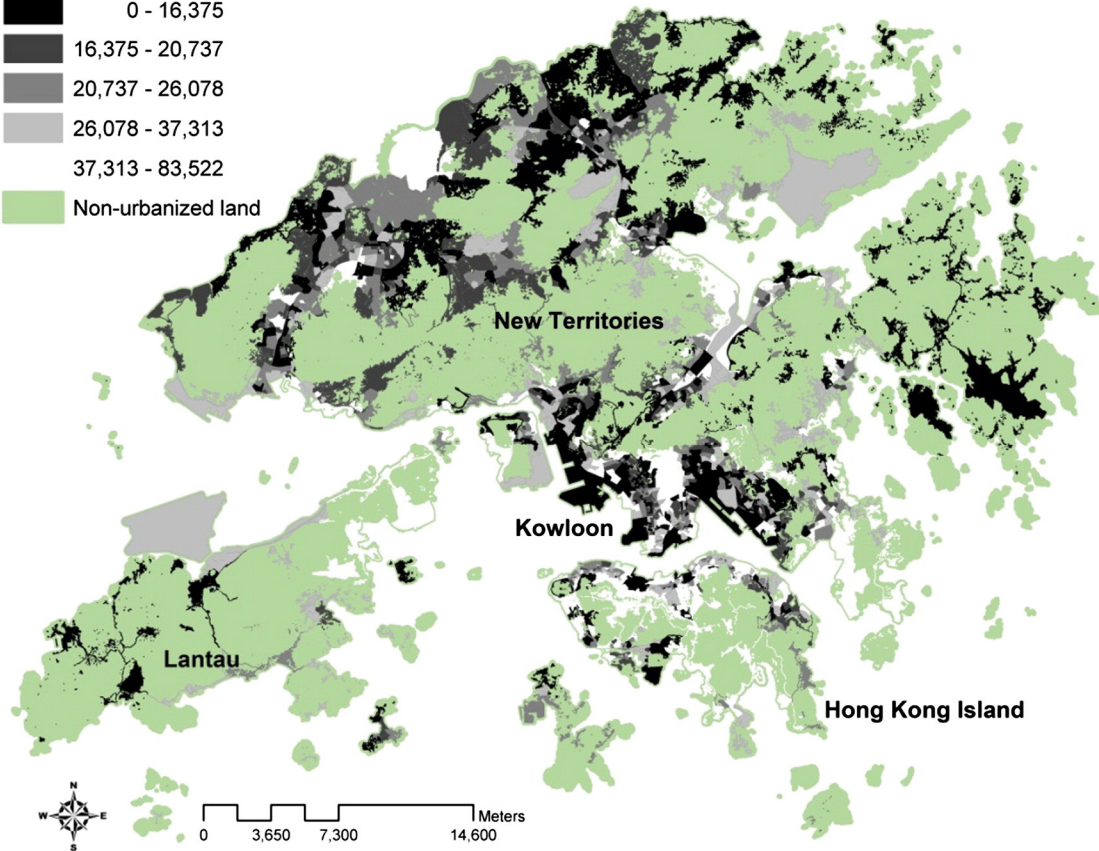 0 - 16,375
16,375 - 20,737
20,737 - 26,078
26,078 - 37,313
37,313 - 83,522
Non-urbanized land
New Territories
Kowloon
Lantau
Hong Kong Island
N
W E
S
Meters
0 3,650 7,300 14,600